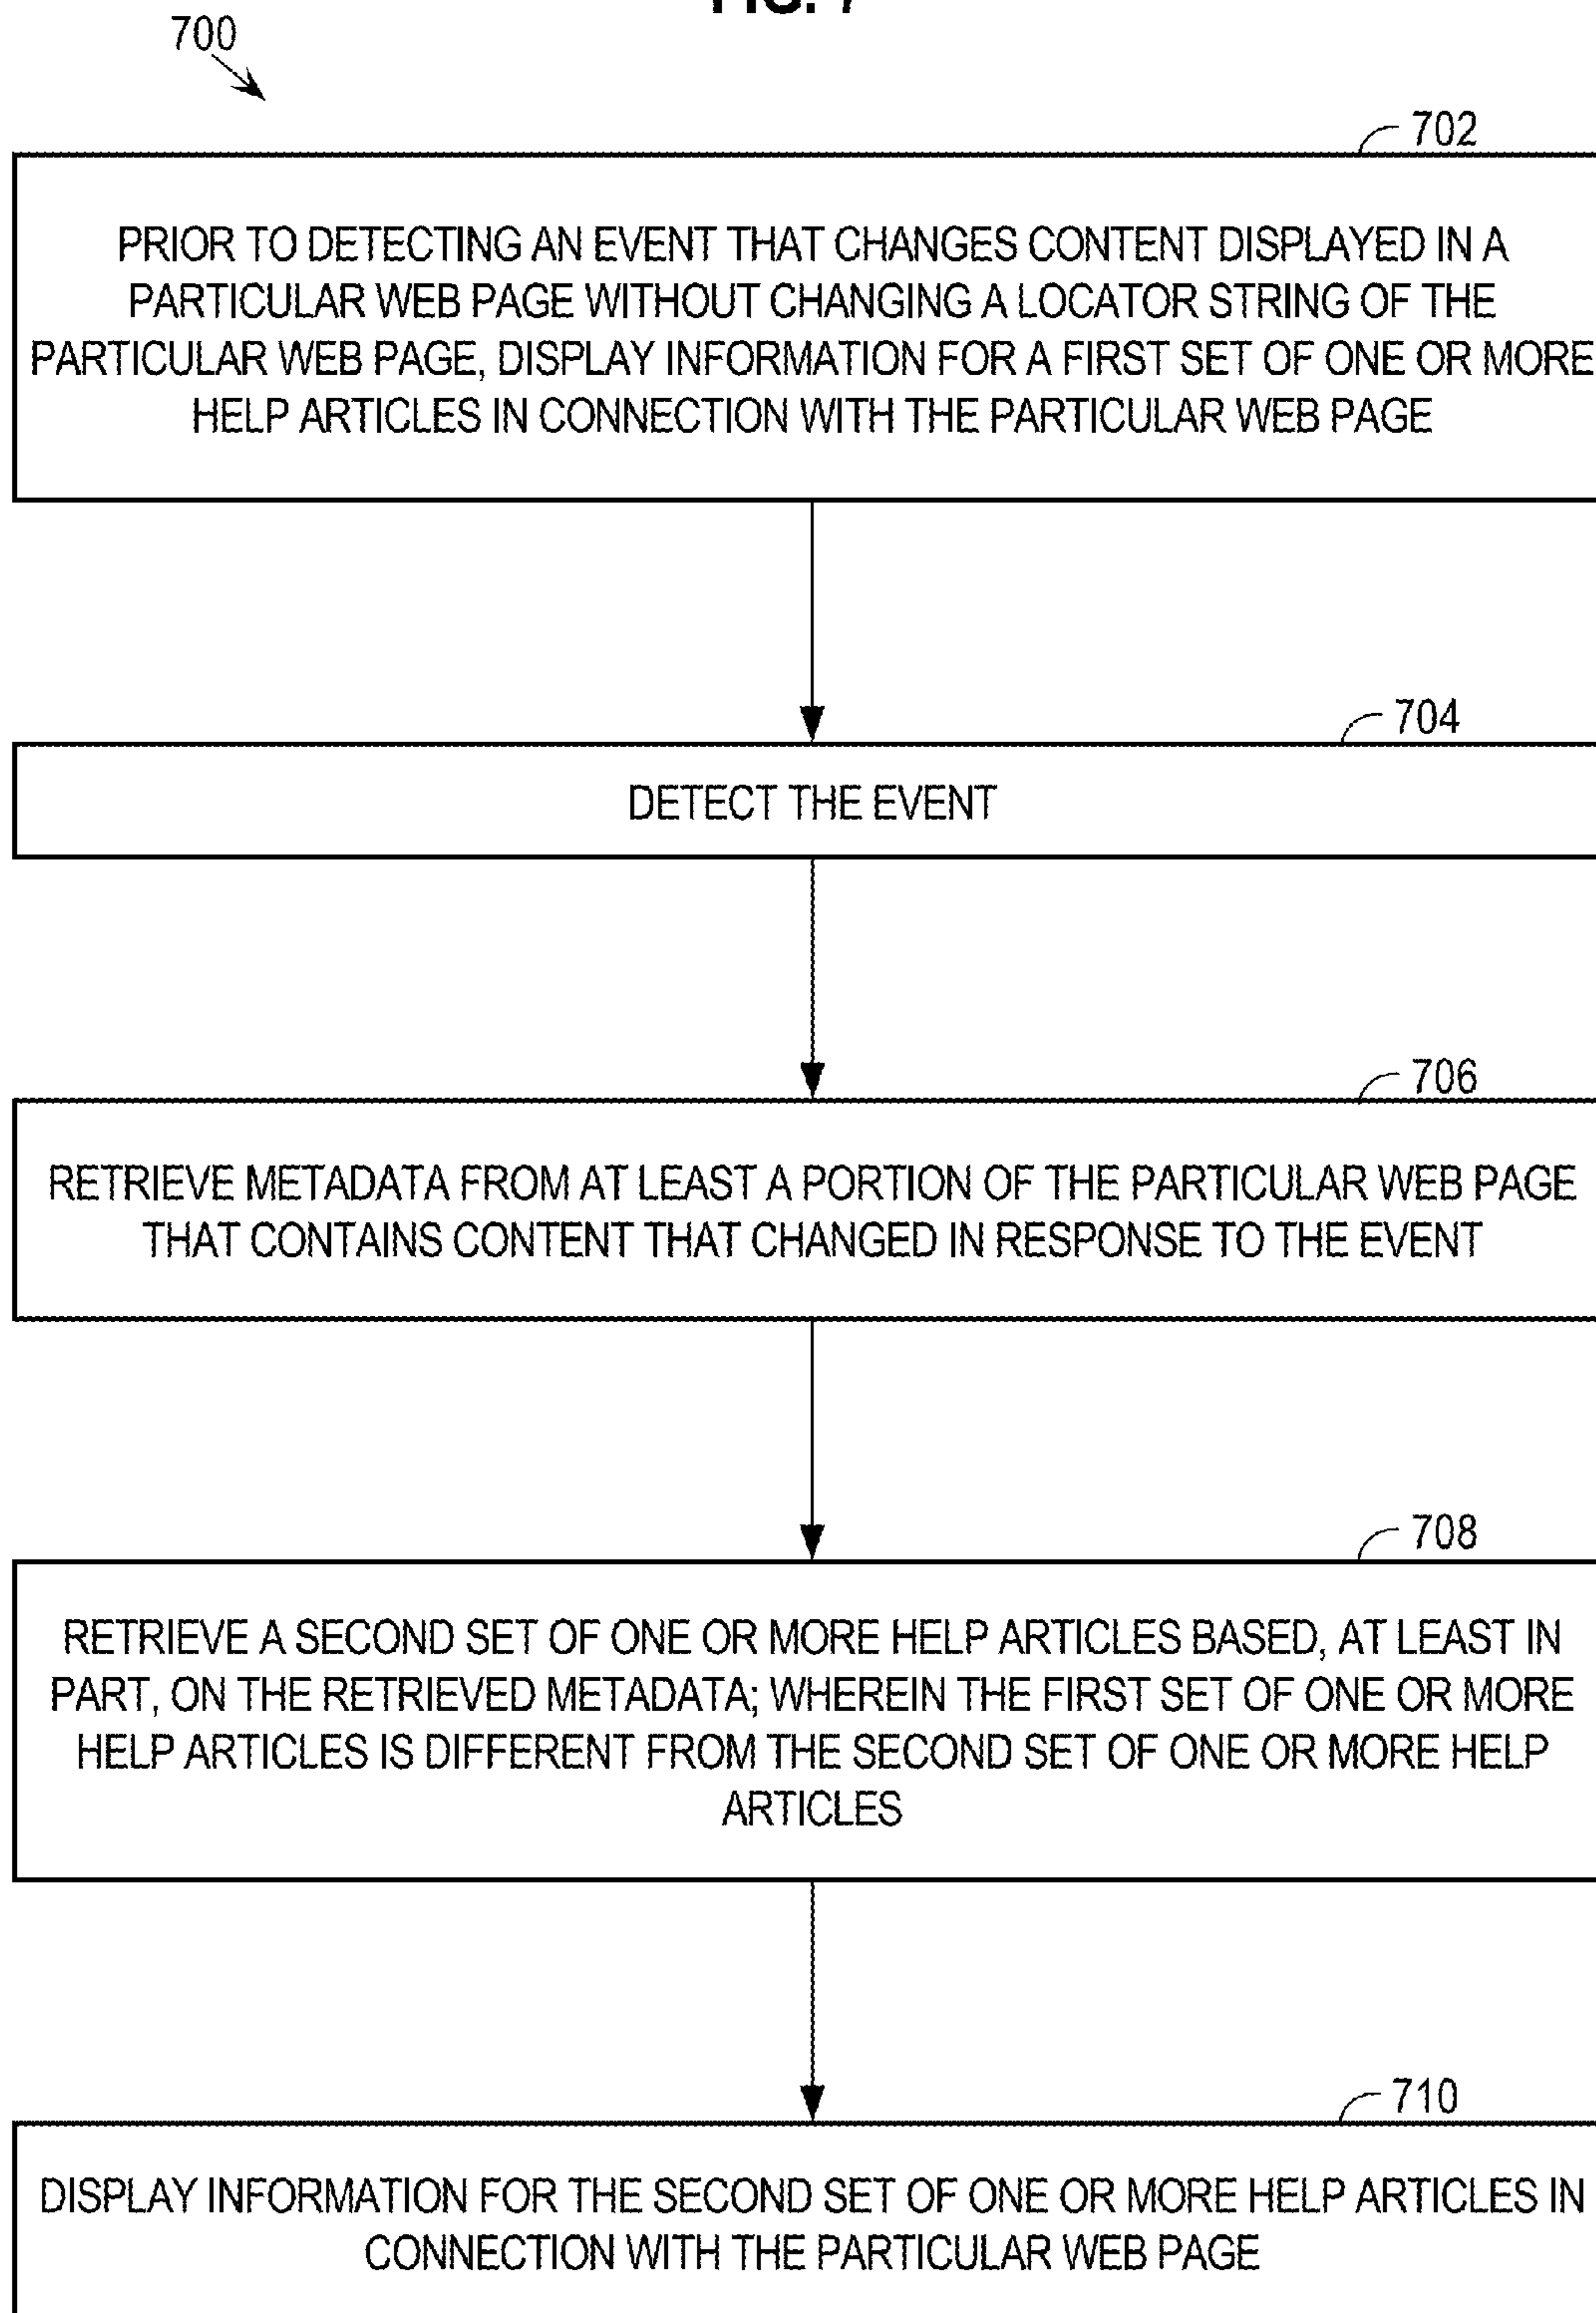 FIG. 7
700
702
PRIOR TO DETECTING AN EVENT THAT CHANGES CONTENT DISPLAYED IN A
PARTICULAR WEB PAGE WITHOUT CHANGING A LOCATOR STRING OF THE
PARTICULAR WEB PAGE, DISPLAY INFORMATION FOR A FIRST SET OF ONE OR MORE
HELP ARTICLES IN CONNECTION WITH THE PARTICULAR WEB PAGE
704
DETECT THE EVENT
706
RETRIEVE METADATA FROM AT LEAST A PORTION OF THE PARTICULAR WEB PAGE
THAT CONTAINS CONTENT THAT CHANGED IN RESPONSE TO THE EVENT
708
RETRIEVE A SECOND SET OF ONE OR MORE HELP ARTICLES BASED, AT LEAST IN
PART, ON THE RETRIEVED METADATA; WHEREIN THE FIRST SET OF ONE OR MORE
HELP ARTICLES IS DIFFERENT FROM THE SECOND SET OF ONE OR MORE HELP
ARTICLES
710
DISPLAY INFORMATION FOR THE SECOND SET OF ONE OR MORE HELP ARTICLES IN
CONNECTION WITH THE PARTICULAR WEB PAGE